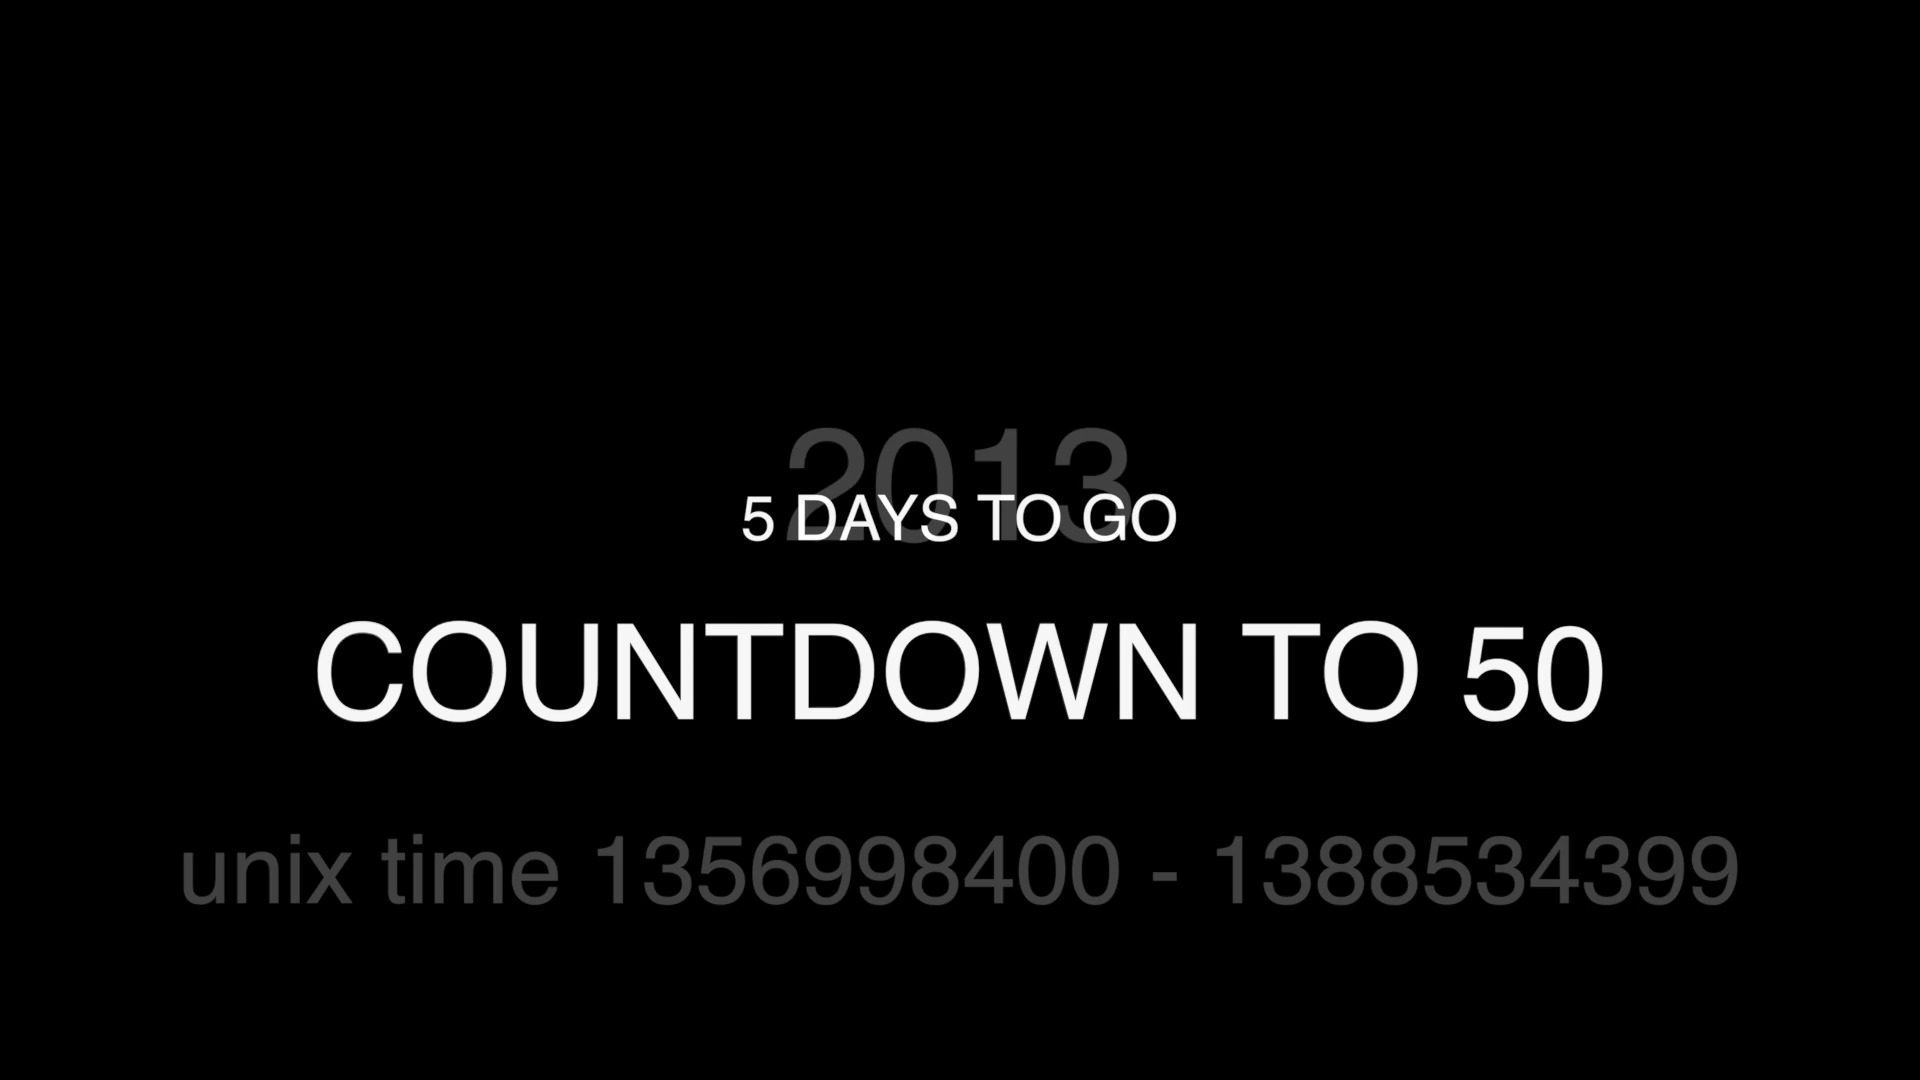 2013
5 DAYS TO GO
COUNTDOWN TO 50
unix time 1356998400 - 1388534399